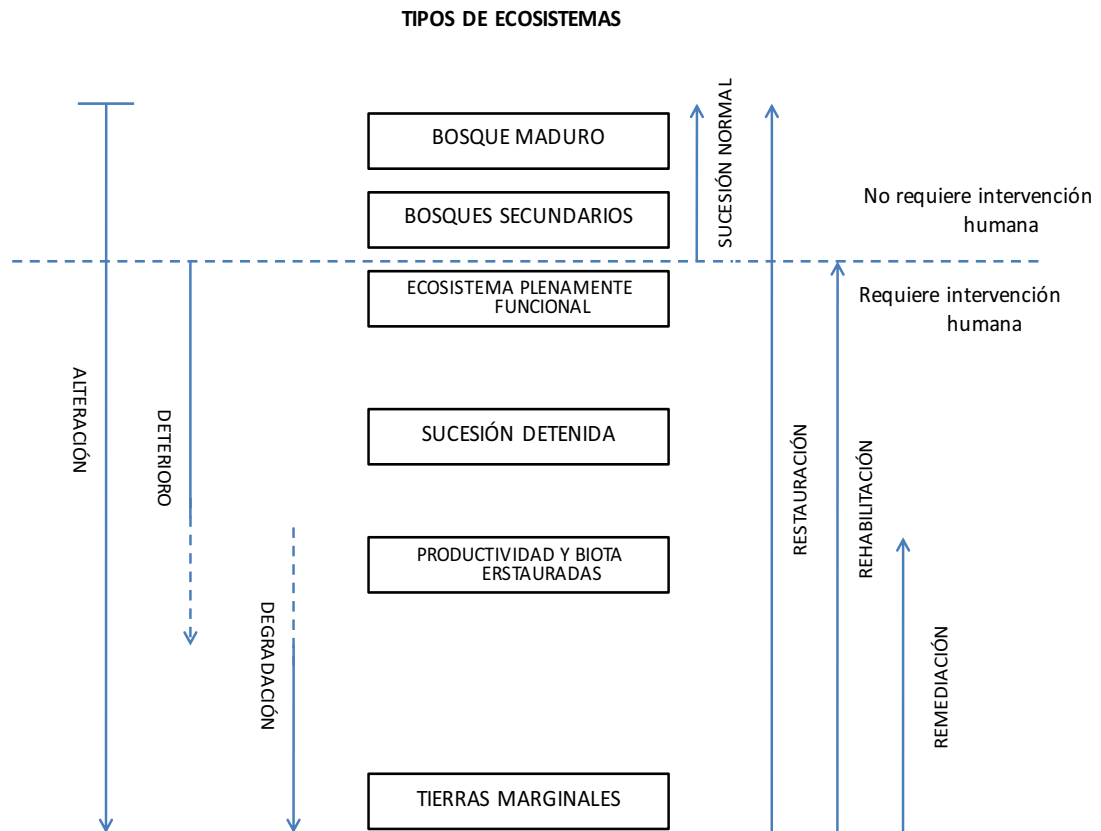 TIPOS DE ECOSISTEMAS
BOSQUE MADURO
SUCESIÓN NORMAL
BOSQUES SECUNDARIOS
No requiere intervención
humana
ECOSISTEMA PLENAMENTE
FUNCIONAL
Requiere intervención
humana
ALTERACIÓN
DETERIORO
SUCESIÓN DETENIDA
RESTAURACIÓN
REHABILITACIÓN
PRODUCTIVIDAD Y BIOTA
ERSTAURADAS
DEGRADACIÓN
REMEDIACIÓN
TIERRAS MARGINALES